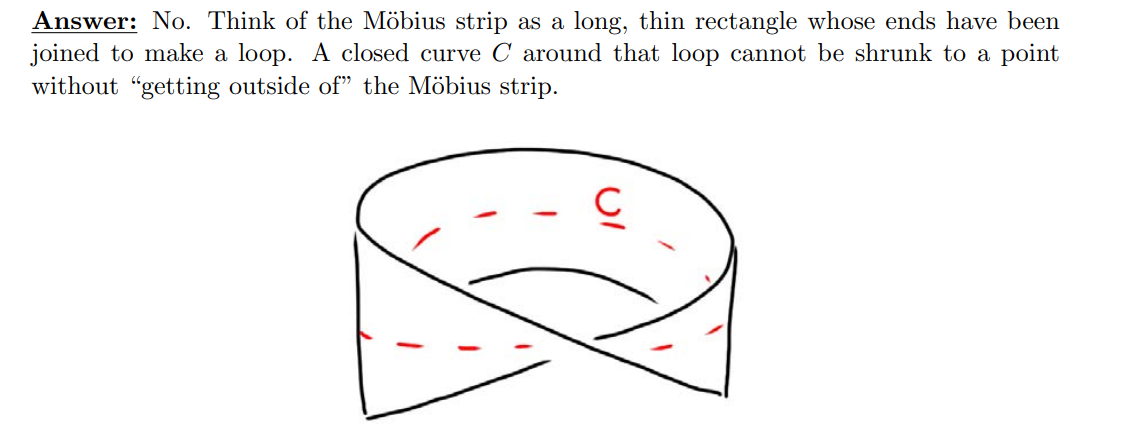 Answer: No. Think of the Möbius strip as a long, thin rectangle whose ends have been
joined to make a loop. A closed curve C around that loop cannot be shrunk to a point
without “getting outside of” the Möbius strip.
C